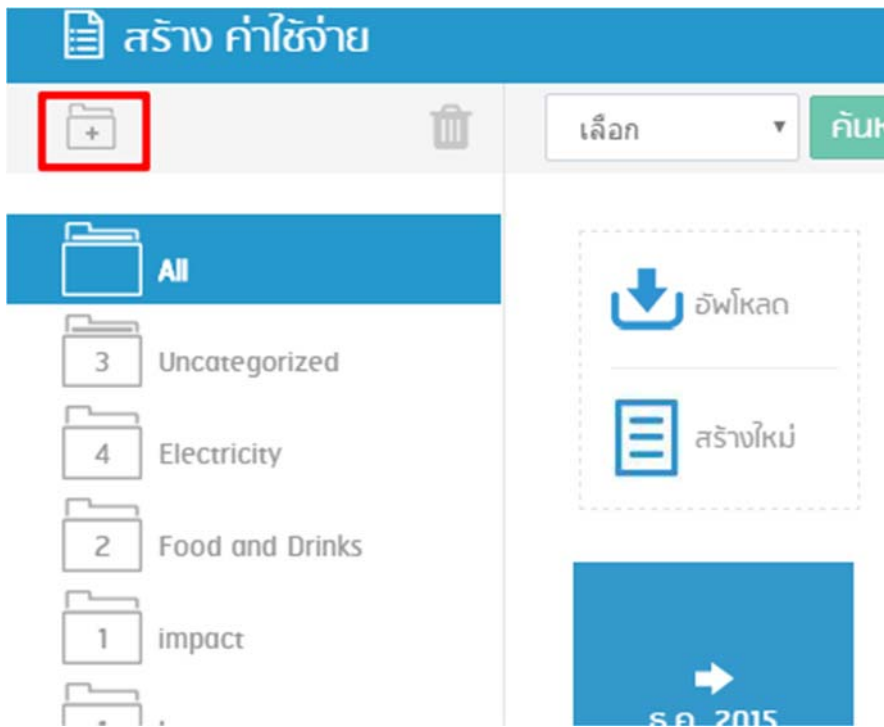 สร้าง ค่าใช้จ่าย
เลือก
All
อัพโหลด
3 Uncategorized
4 Electricity
สร้างใหม่
2 Food and Drinks
1 impact
ธ.ค. 2015